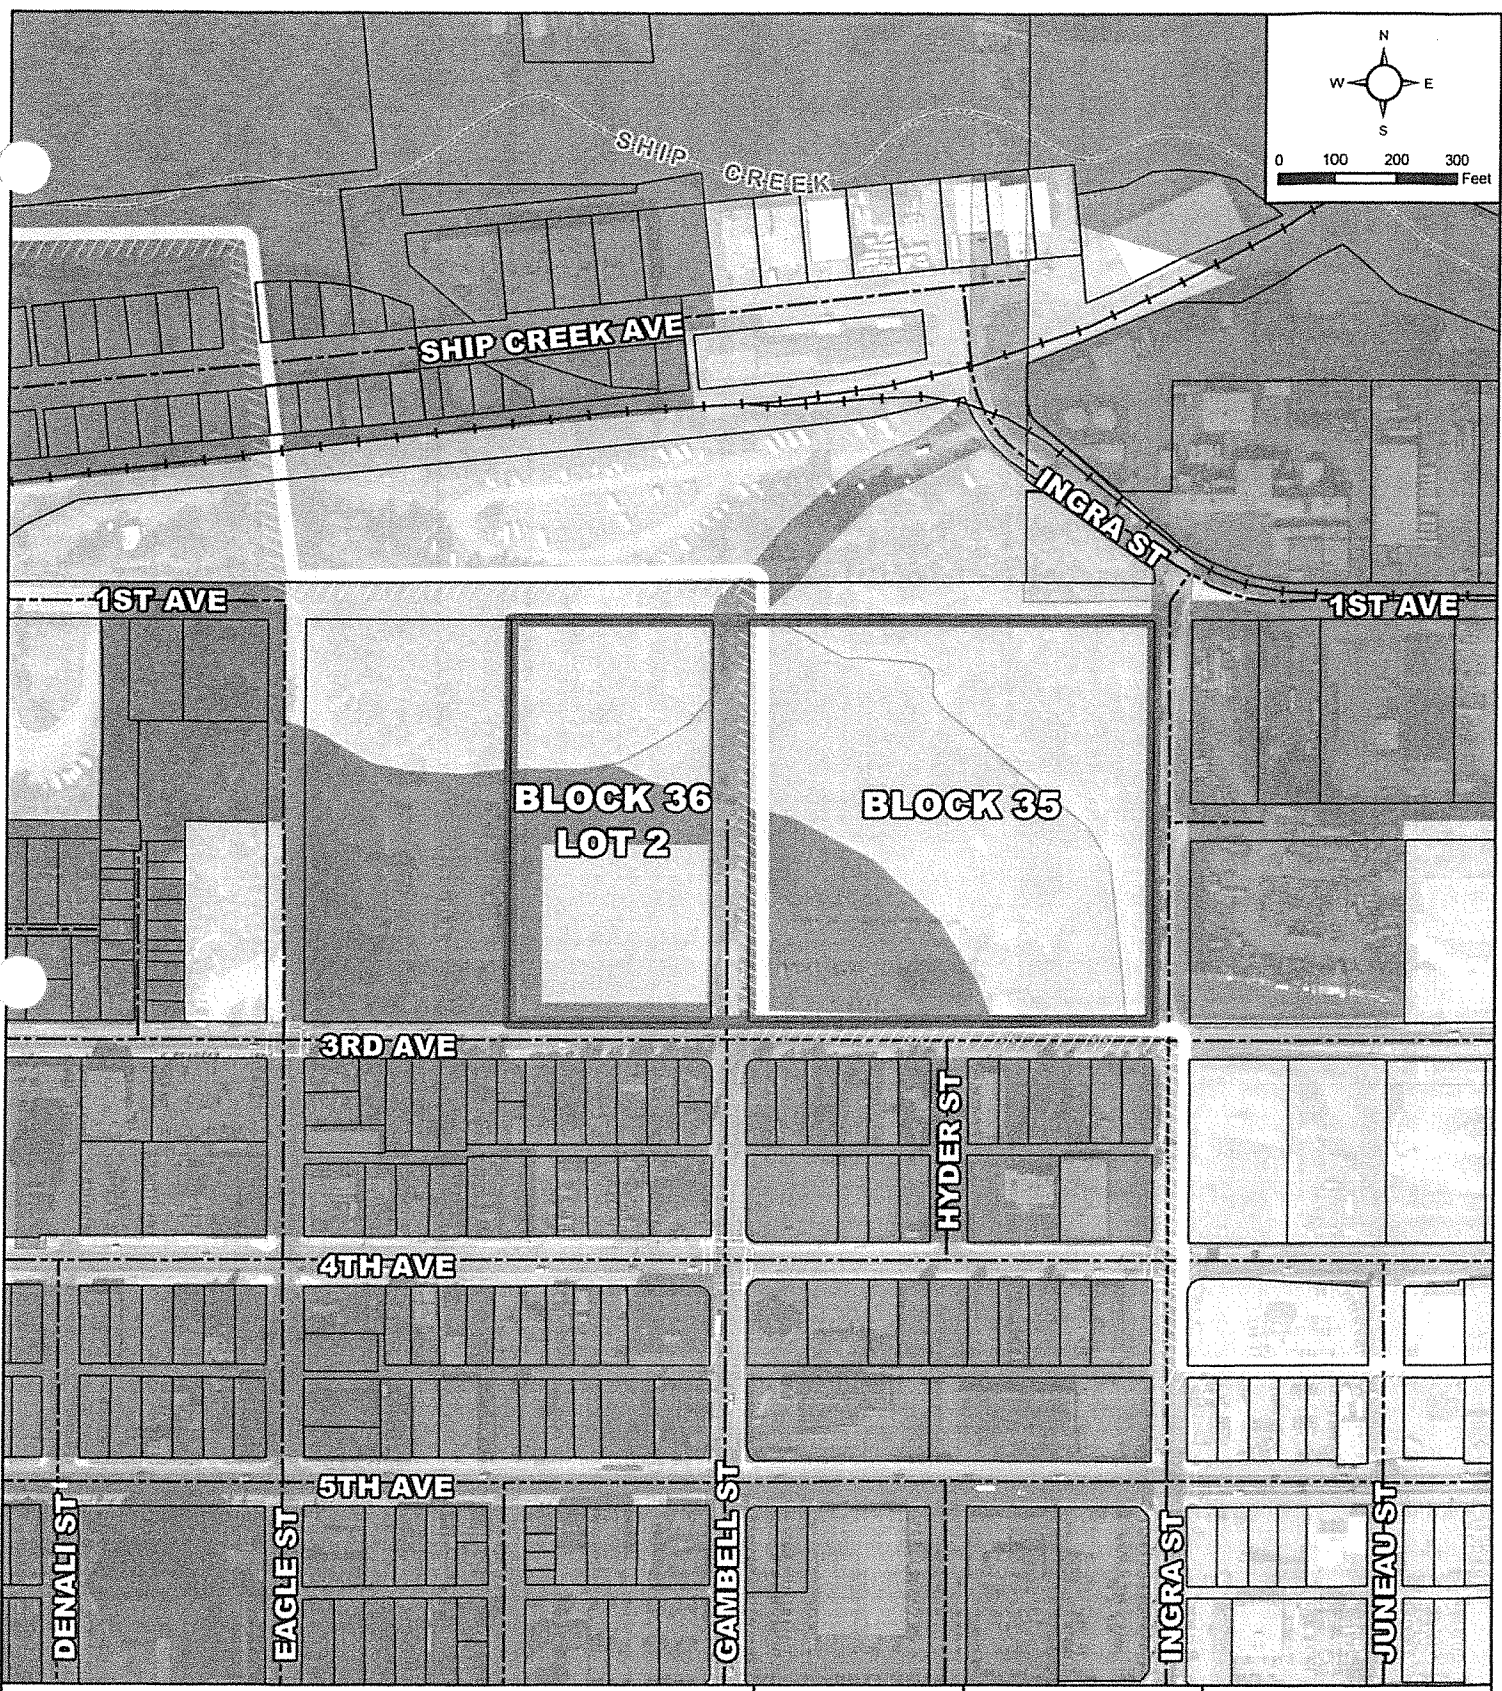 N
W E
S
0 100 200 300
Feet
SHIP CREEK
SHIP CREEK AVE
INGRA ST
1ST AVE
1ST AVE
BLOCK 36
LOT 2
BLOCK 35
3RD AVE
HYDER ST
4TH AVE
5TH AVE
DENALI ST
EAGLE ST
GAMBELL ST
INGRA ST
JUNEAU ST